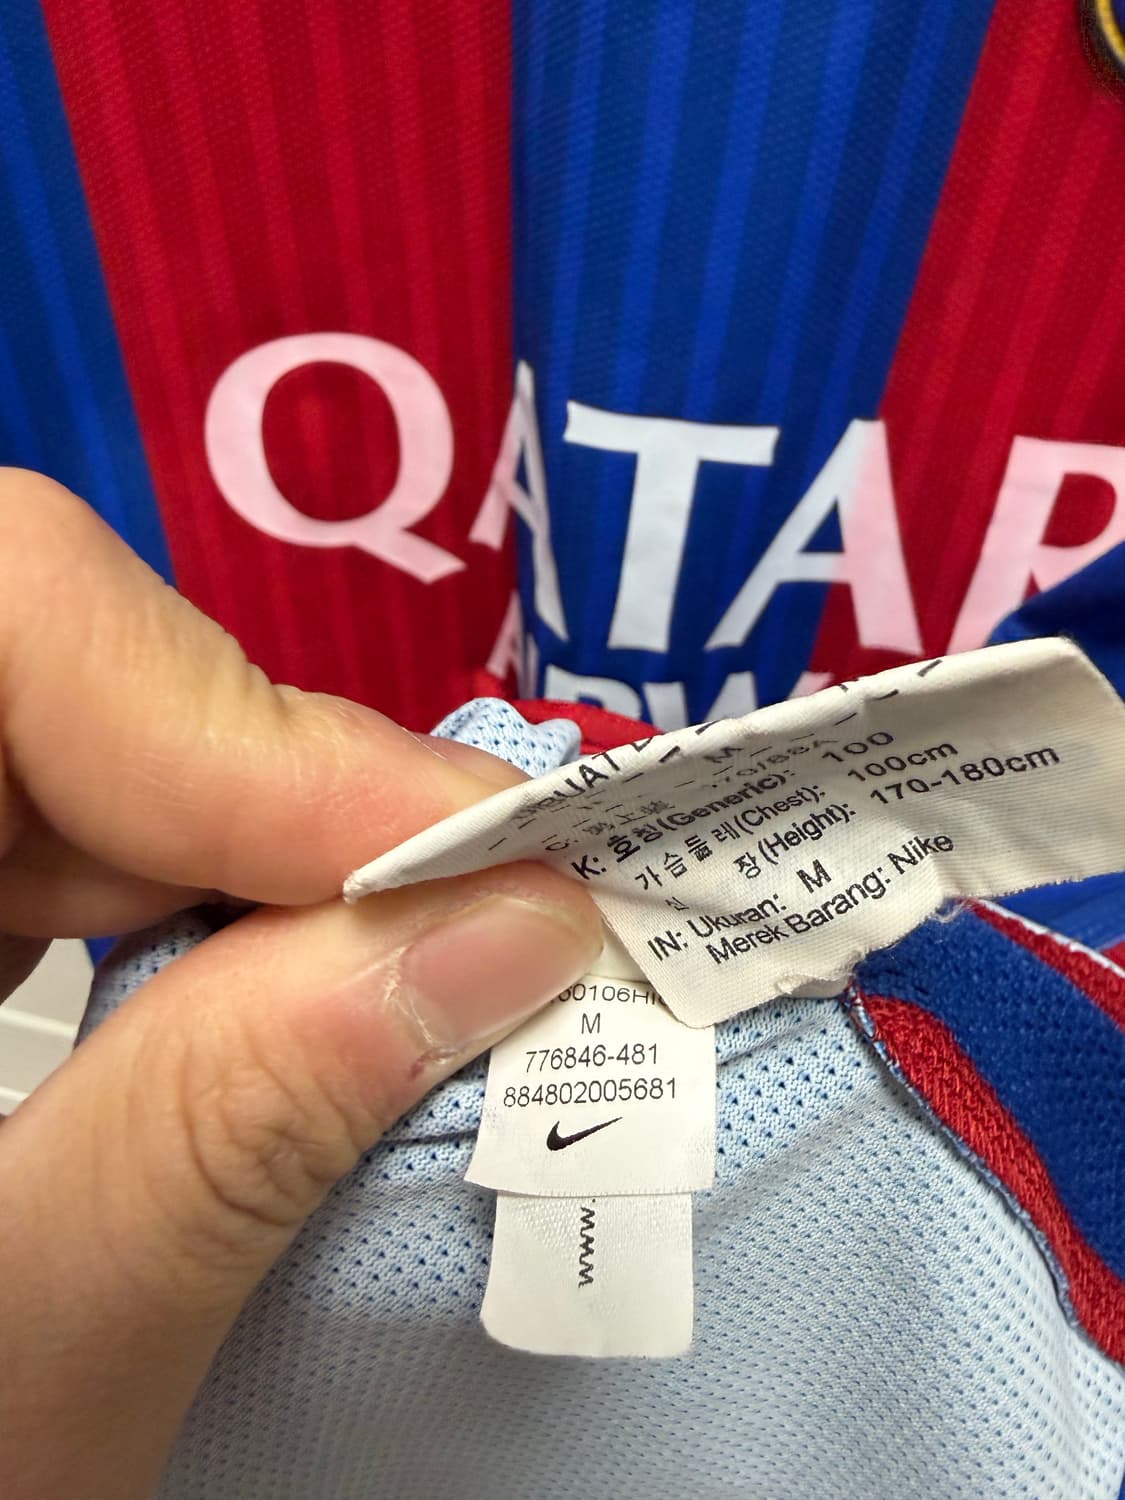 QATAR
M
K: 호칭(Generic): 100
가슴둘레(Chest): 100cm
신 장(Height): 170-180cm
IN: Ukuran: M
Merek Barang: Nike
M
776846-481
884802005681